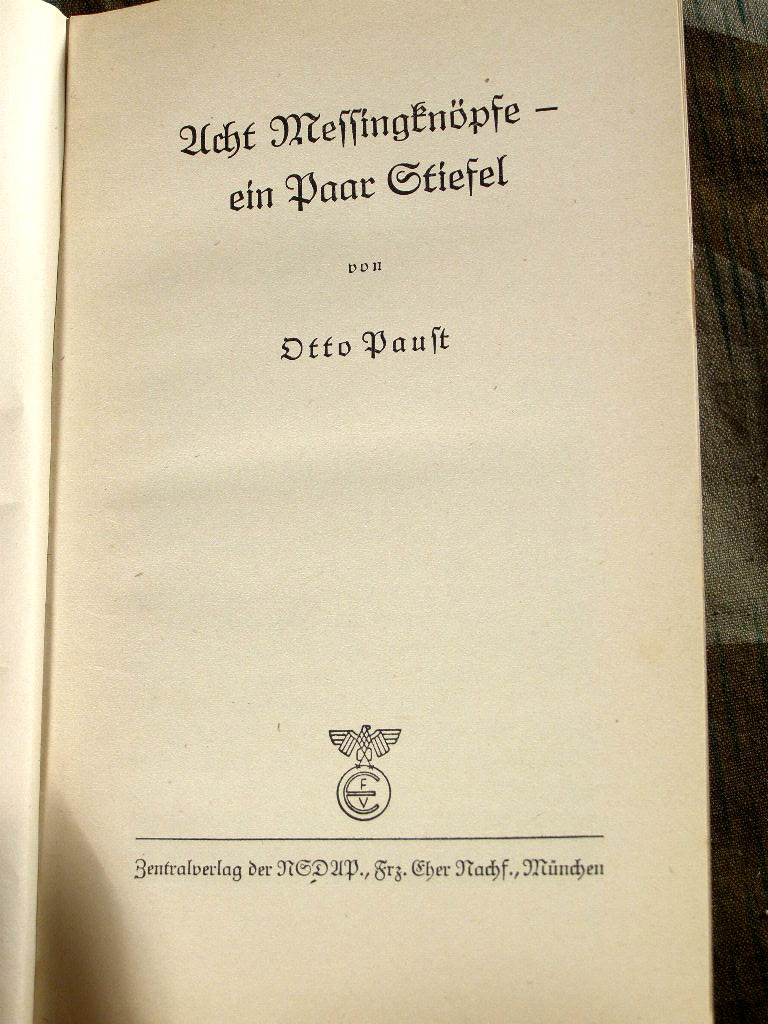 Acht Messingknöpfe –
ein Paar Stiefel
von
Otto Paust
F
E
V
Zentralverlag der NSDAP., Frz. Eher Nachf., München